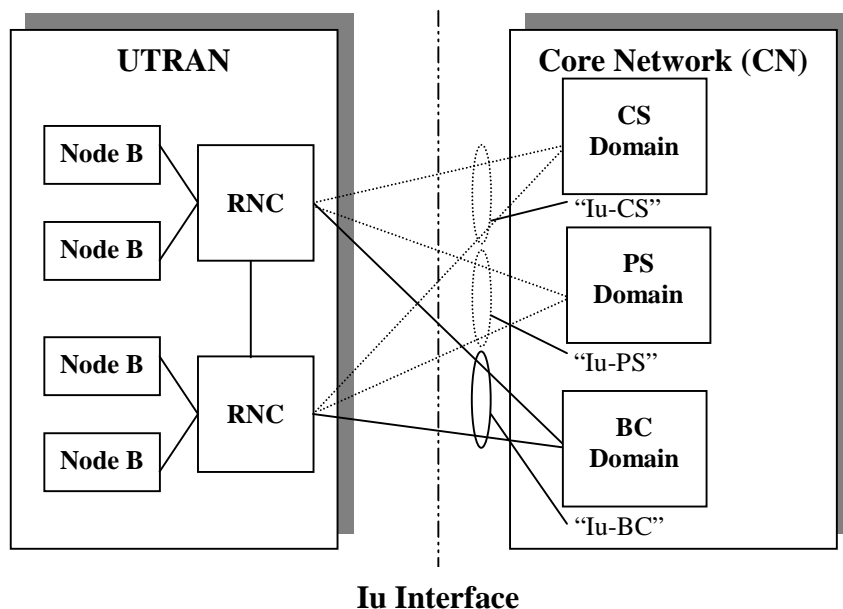 UTRAN
Node B
Node B
RNC
Node B
Node B
RNC
Core Network (CN)
CS
Domain
“Iu-CS”
PS
Domain
“Iu-PS”
BC
Domain
“Iu-BC”
Iu Interface